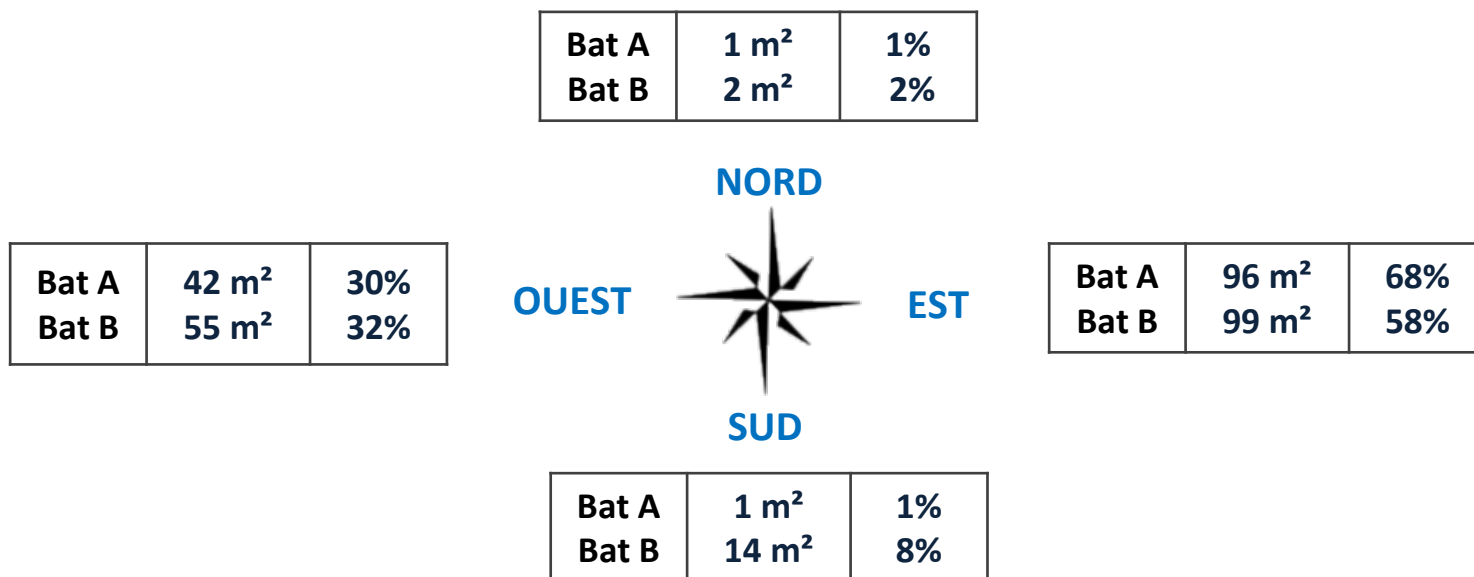 Bat A 1 m² 1%
Bat B 2 m² 2%
NORD
Bat A 42 m² 30%
Bat B 55 m² 32%
OUEST
EST
Bat A 96 m² 68%
Bat B 99 m² 58%
SUD
Bat A 1 m² 1%
Bat B 14 m² 8%